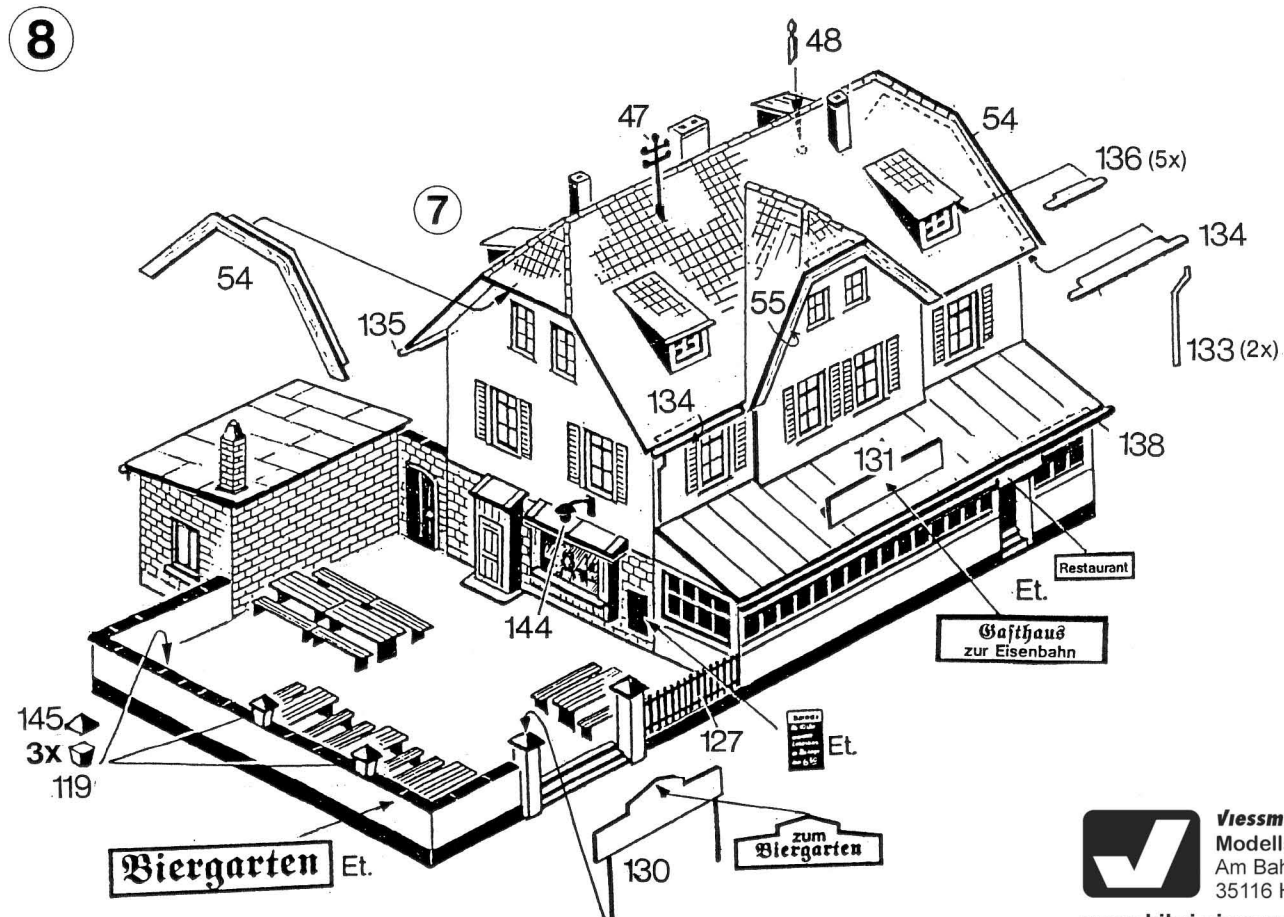 8
48
47
54
136 (5x)
7
134
54
55
133 (2x)
135
134
138
131
Restaurant
Et.
Gasthaus
zur Eisenbahn
144
145
3x
119
127
Et.
zum
Biergarten
Biergarten Et.
130
Viessm
Modell
Am Bah
35116 H